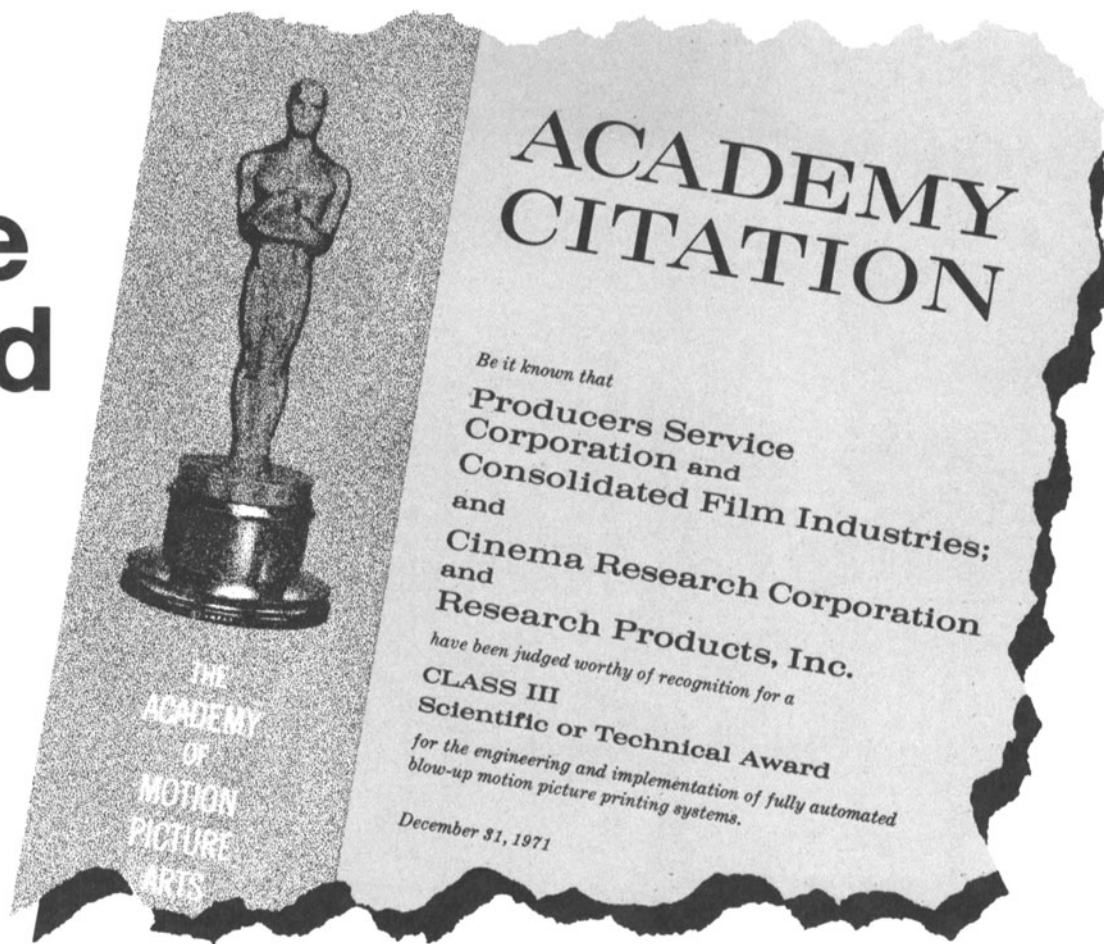 e
d
ACADEMY
CITATION
Be it known that
Producers Service
Corporation and
Consolidated Film Industries;
and
Cinema Research Corporation
and
Research Products, Inc.
have been judged worthy of recognition for a
CLASS III
Scientific or Technical Award
for the engineering and implementation of fully automated
blow-up motion picture printing systems.
December 31, 1971
THE
ACADEMY
OF
MOTION
PICTURE
ARTS